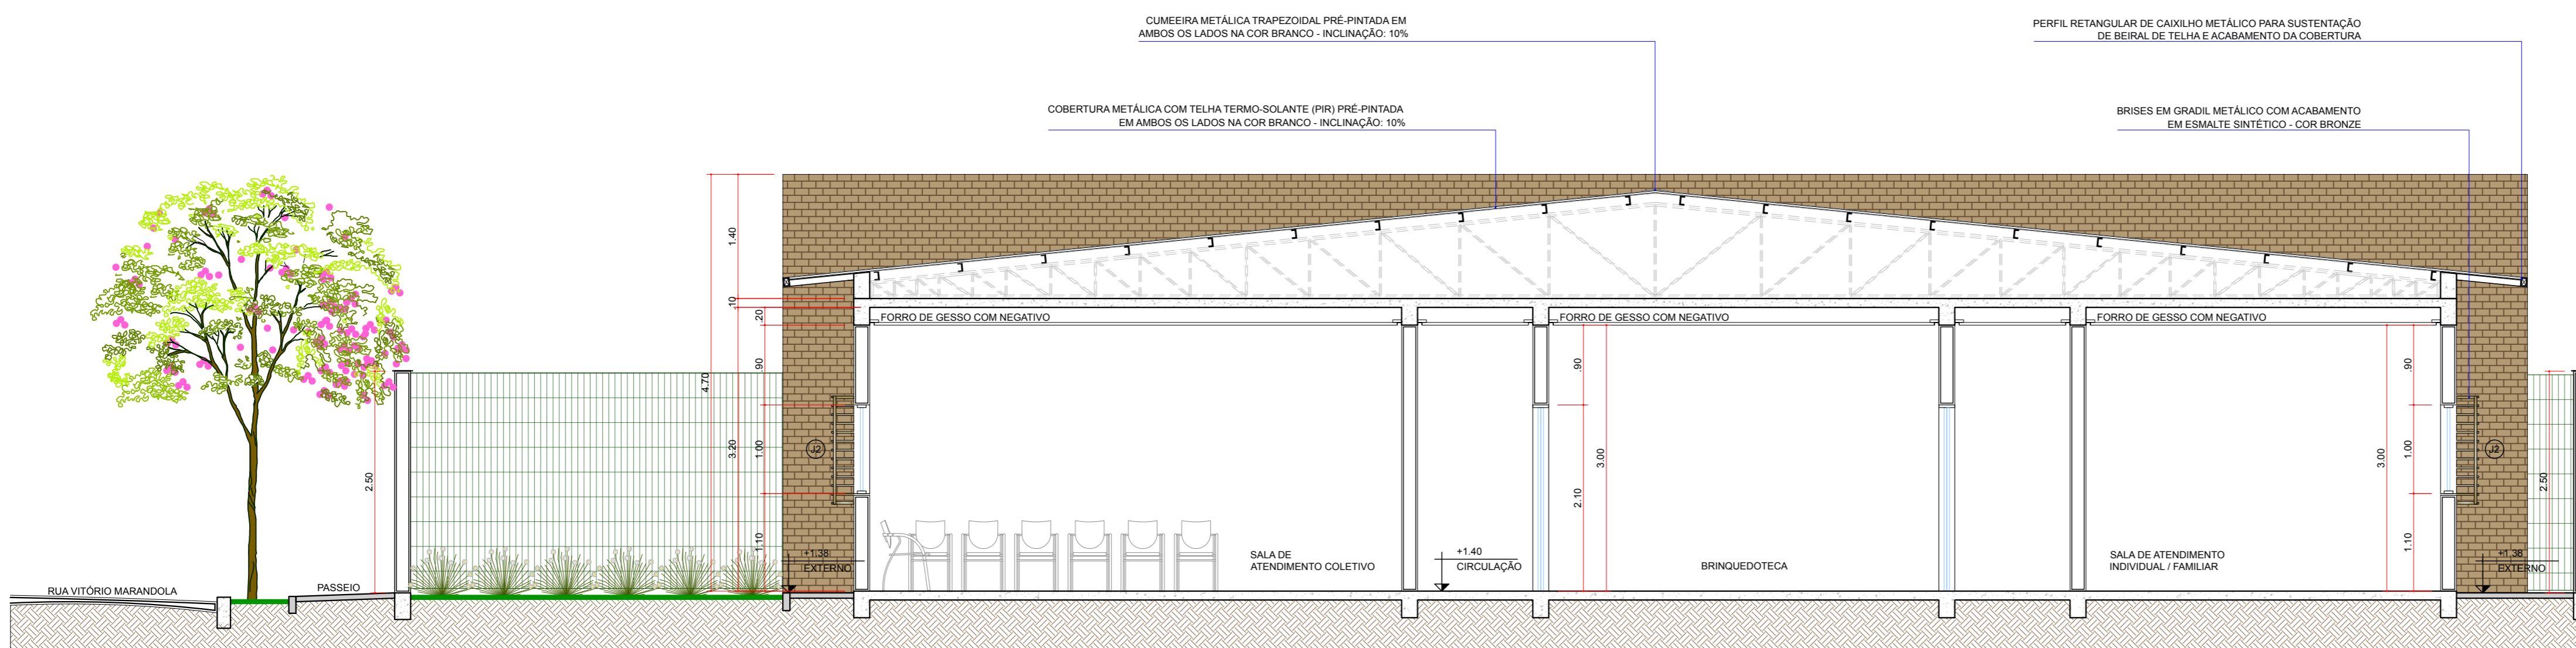 CUMEEIRA METÁLICA TRAPEZOIDAL PRÉ-PINTADA EM
AMBOS OS LADOS NA COR BRANCO - INCLINAÇÃO: 10%
PERFIL RETANGULAR DE CAIXILHO METÁLICO PARA SUSTENTAÇÃO
DE BEIRAL DE TELHA E ACABAMENTO DA COBERTURA
COBERTURA METÁLICA COM TELHA TERMO-SOLANTE (PIR) PRÉ-PINTADA
EM AMBOS OS LADOS NA COR BRANCO - INCLINAÇÃO: 10%
BRISES EM GRADIL METÁLICO COM ACABAMENTO
EM ESMALTE SINTÉTICO - COR BRONZE
1.40
.10
.20
FORRO DE GESSO COM NEGATIVO
FORRO DE GESSO COM NEGATIVO
FORRO DE GESSO COM NEGATIVO
4.70
.90
.90
.90
3.20
1.00
J2
3.00
3.00
1.00
J2
2.50
2.10
2.50
1.10
1.10
+1.38
EXTERNO
SALA DE
ATENDIMENTO COLETIVO
+1.40
CIRCULAÇÃO
BRINQUEDOTECA
SALA DE ATENDIMENTO
INDIVIDUAL / FAMILIAR
+1.38
EXTERNO
RUA VITÓRIO MARANDOLA
PASSEIO